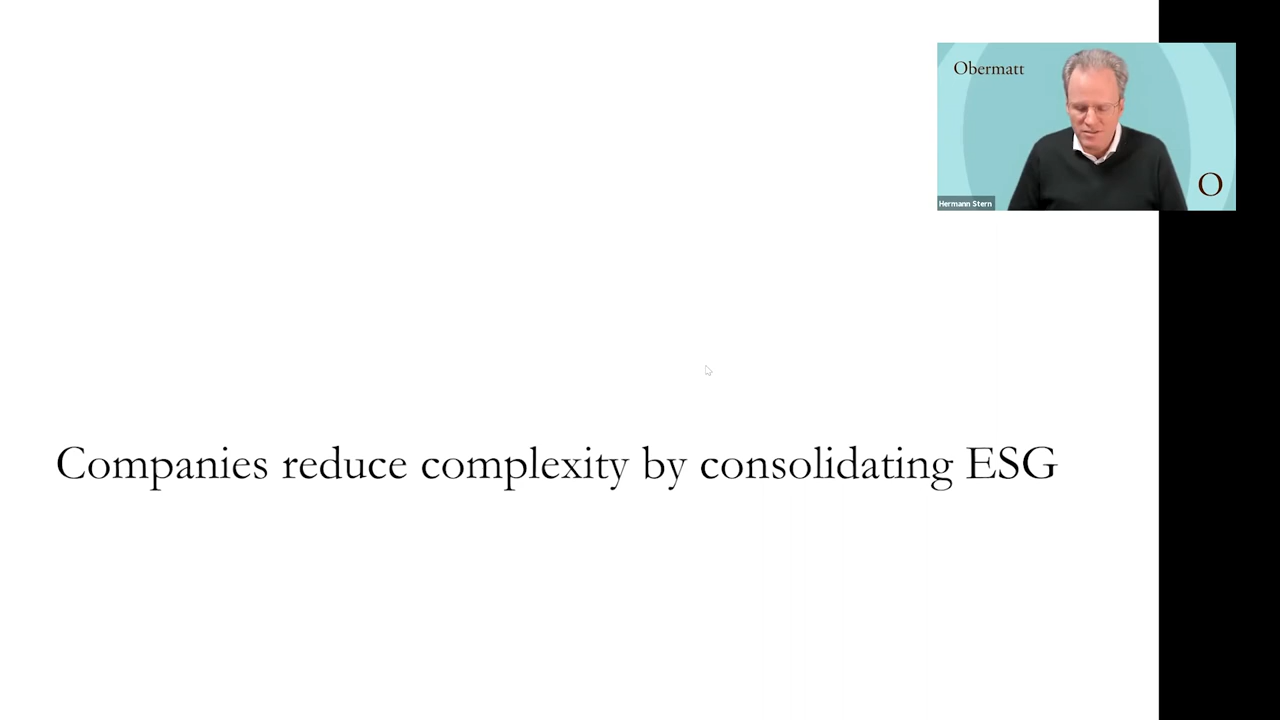 Obermatt
O
Hermann Stern
Companies reduce complexity by consolidating ESG